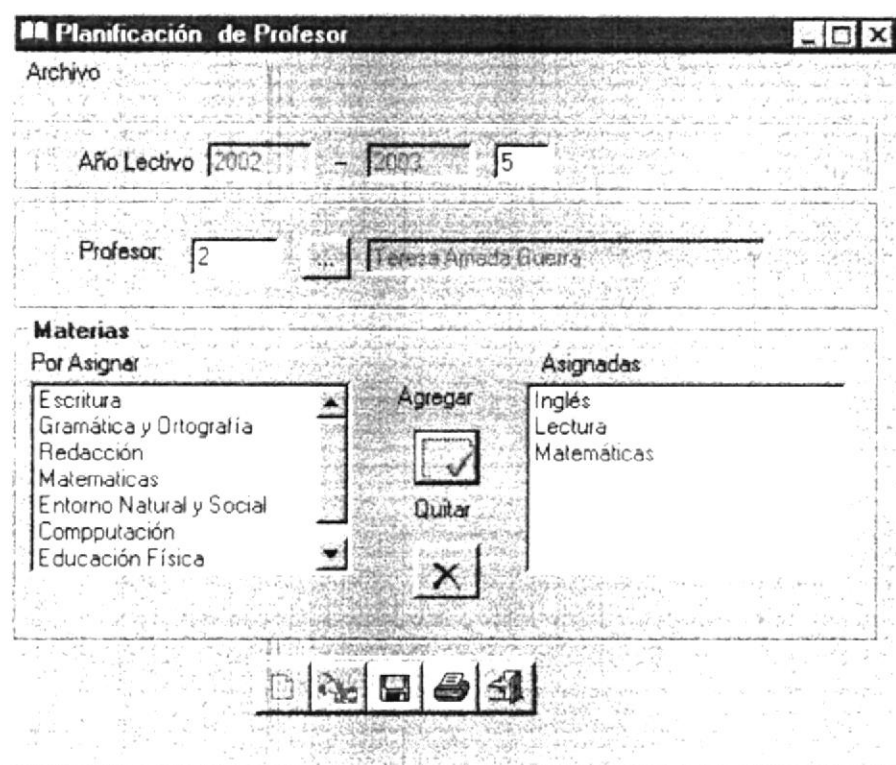 Planificación de Profesor
Archivo
Año Lectivo 2002 - 2003 5
Profesor: 2 ... Teresa Amada Guerra
Materias
Por Asignar
Escritura
Gramática y Ortografía
Redacción
Matematicas
Entorno Natural y Social
Compputación
Educación Física
Agregar
Quitar
Asignadas
Inglés
Lectura
Matemáticas